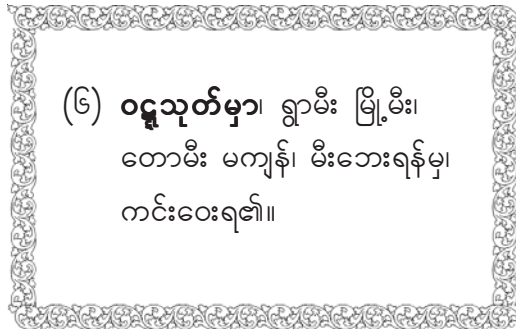 (၆) ဝဋ္ဋသုတ်မှာ၊ ရွာမီး မြို့မီး၊
တောမီး မကျန်၊ မီးဘေးရန်မှ၊
ကင်းဝေးရ၏။